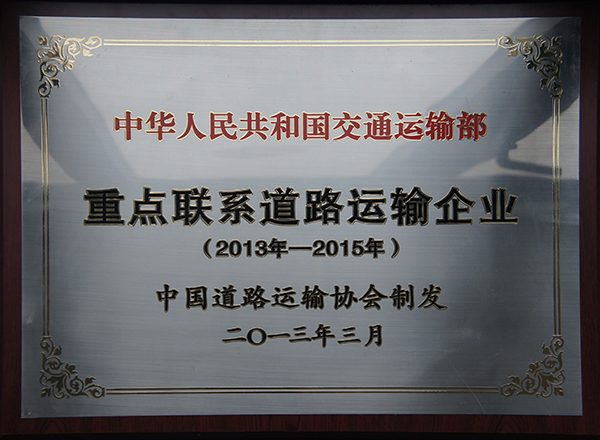 中华人民共和国交通运输部
重点联系道路运输企业
（2013年—2015年）
中国道路运输协会制发
二〇一三年三月